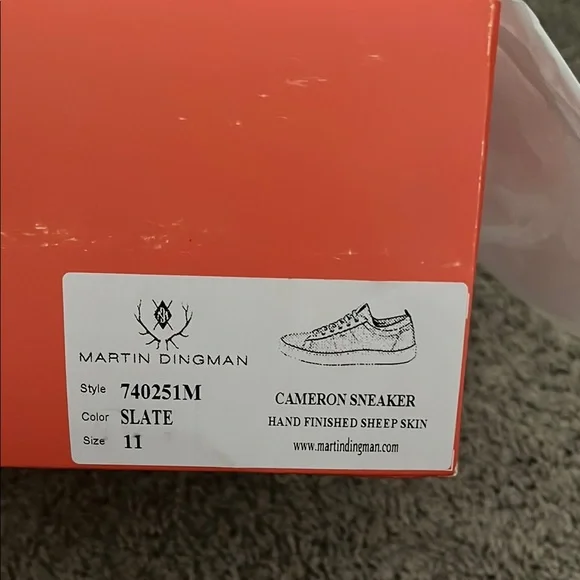 MARTIN DINGMAN
Style 740251M
Color SLATE
Size 11
CAMERON SNEAKER
HAND FINISHED SHEEP SKIN
www.martindingman.com